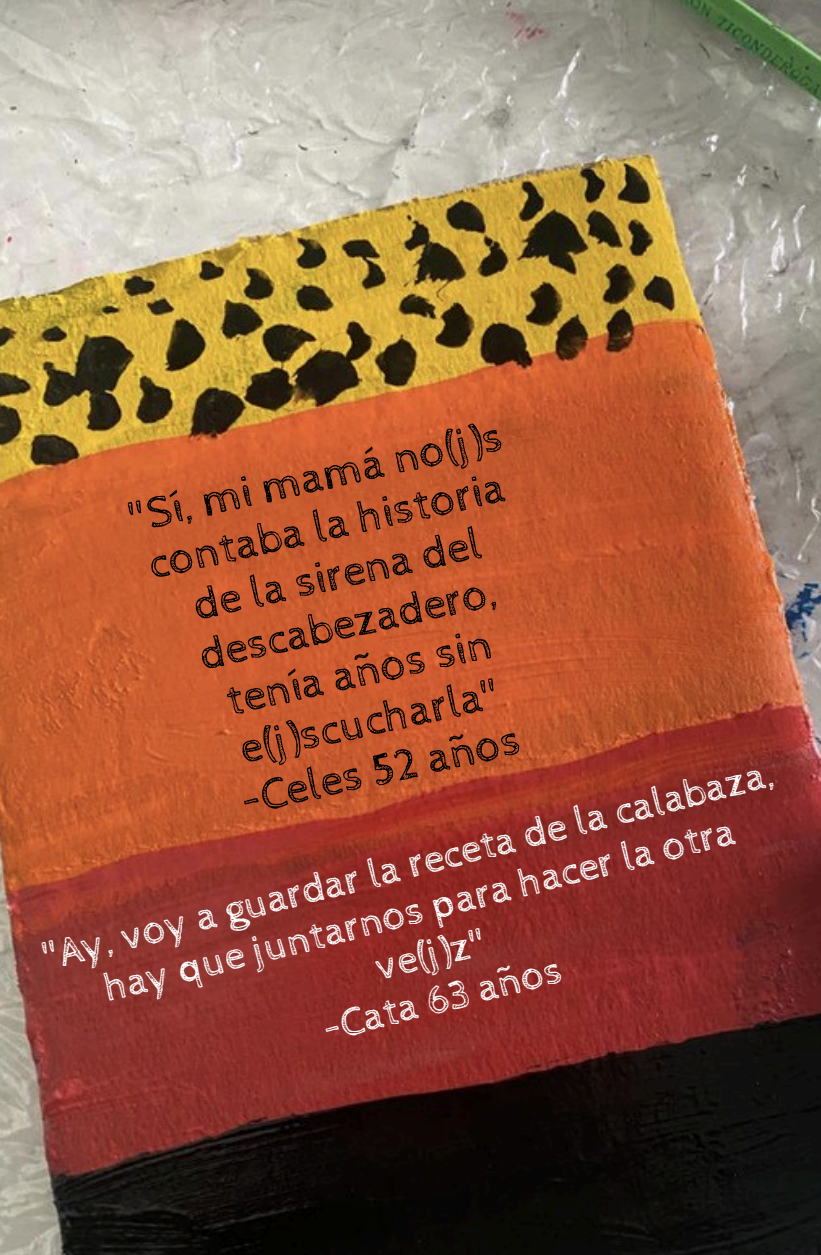 TICONDEROGA
"Sí, mi mamá no(j)s
contaba la historia
de la sirena del
descabezadero,
tenía años sin
e(j)scucharla"
-Celes 52 años
"Ay, voy a guardar la receta de la calabaza,
hay que juntarnos para hacer la otra
ve(j)z"
-Cata 63 años